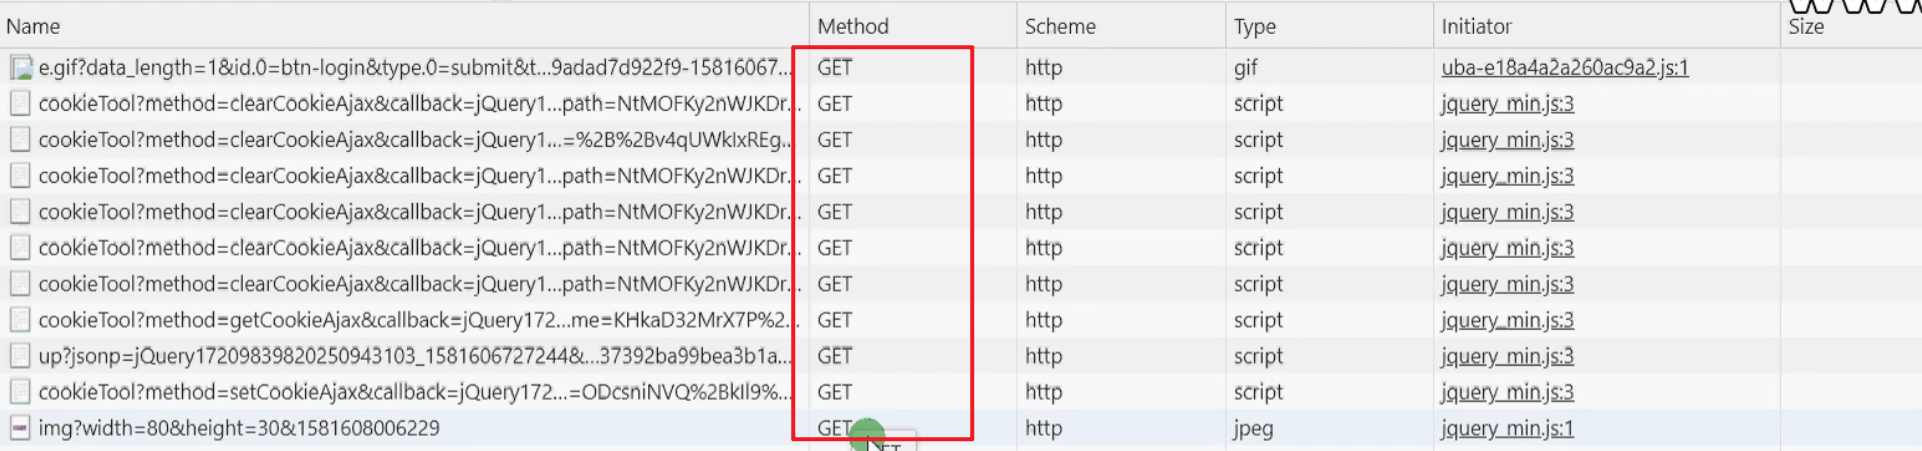 Name Method Scheme Type Initiator Size
e.gif?data_length=1&id.0=btn-login&type.0=submit&t...9adad7d922f9-15816067... GET http gif uba-e18a4a2a260ac9a2.js:1
cookieTool?method=clearCookieAjax&callback=jQuery1...path=NtMOFKy2nWJKDr... GET http script jquery_min.js:3
cookieTool?method=clearCookieAjax&callback=jQuery1...=%2B%2Bv4qUWkIxREg... GET http script jquery_min.js:3
cookieTool?method=clearCookieAjax&callback=jQuery1...path=NtMOFKy2nWJKDr... GET http script jquery_min.js:3
cookieTool?method=clearCookieAjax&callback=jQuery1...path=NtMOFKy2nWJKDr... GET http script jquery_min.js:3
cookieTool?method=clearCookieAjax&callback=jQuery1...path=NtMOFKy2nWJKDr... GET http script jquery_min.js:3
cookieTool?method=clearCookieAjax&callback=jQuery1...path=NtMOFKy2nWJKDr... GET http script jquery_min.js:3
cookieTool?method=getCookieAjax&callback=jQuery172...me=KHkaD32MrX7P%2... GET http script jquery_min.js:3
up?jsonp=jQuery17209839820250943103_1581606727244&...37392ba99bea3b1a... GET http script jquery_min.js:3
cookieTool?method=setCookieAjax&callback=jQuery172...=ODcsniNVQ%2BkIl9%... GET http script jquery_min.js:3
img?width=80&height=30&1581608006229 GET http jpeg jquery_min.js:1